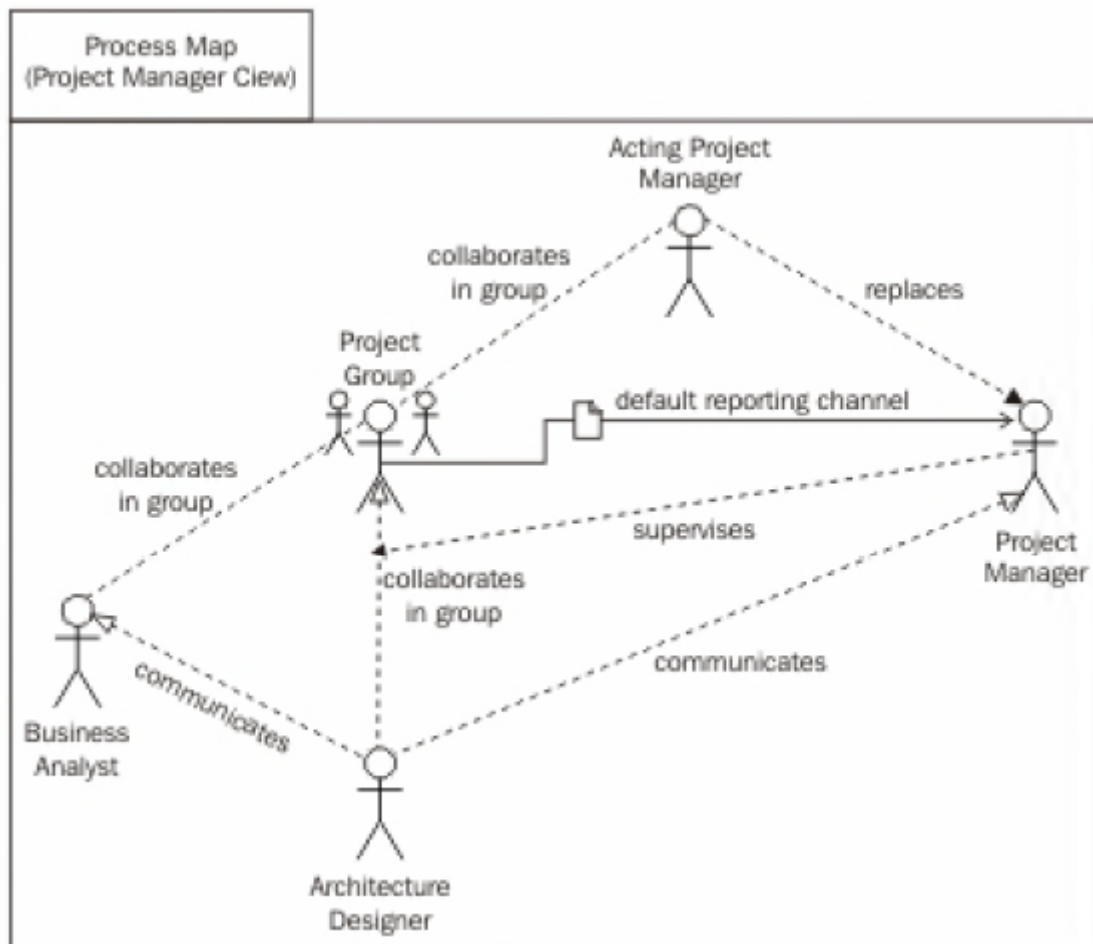 Process Map
(Project Manager Ciew)
Acting Project
Manager
collaborates
in group
replaces
Project
Group
default reporting channel
collaborates
in group
supervises
Project
Manager
collaborates
in group
communicates
communicates
Business
Analyst
Architecture
Designer